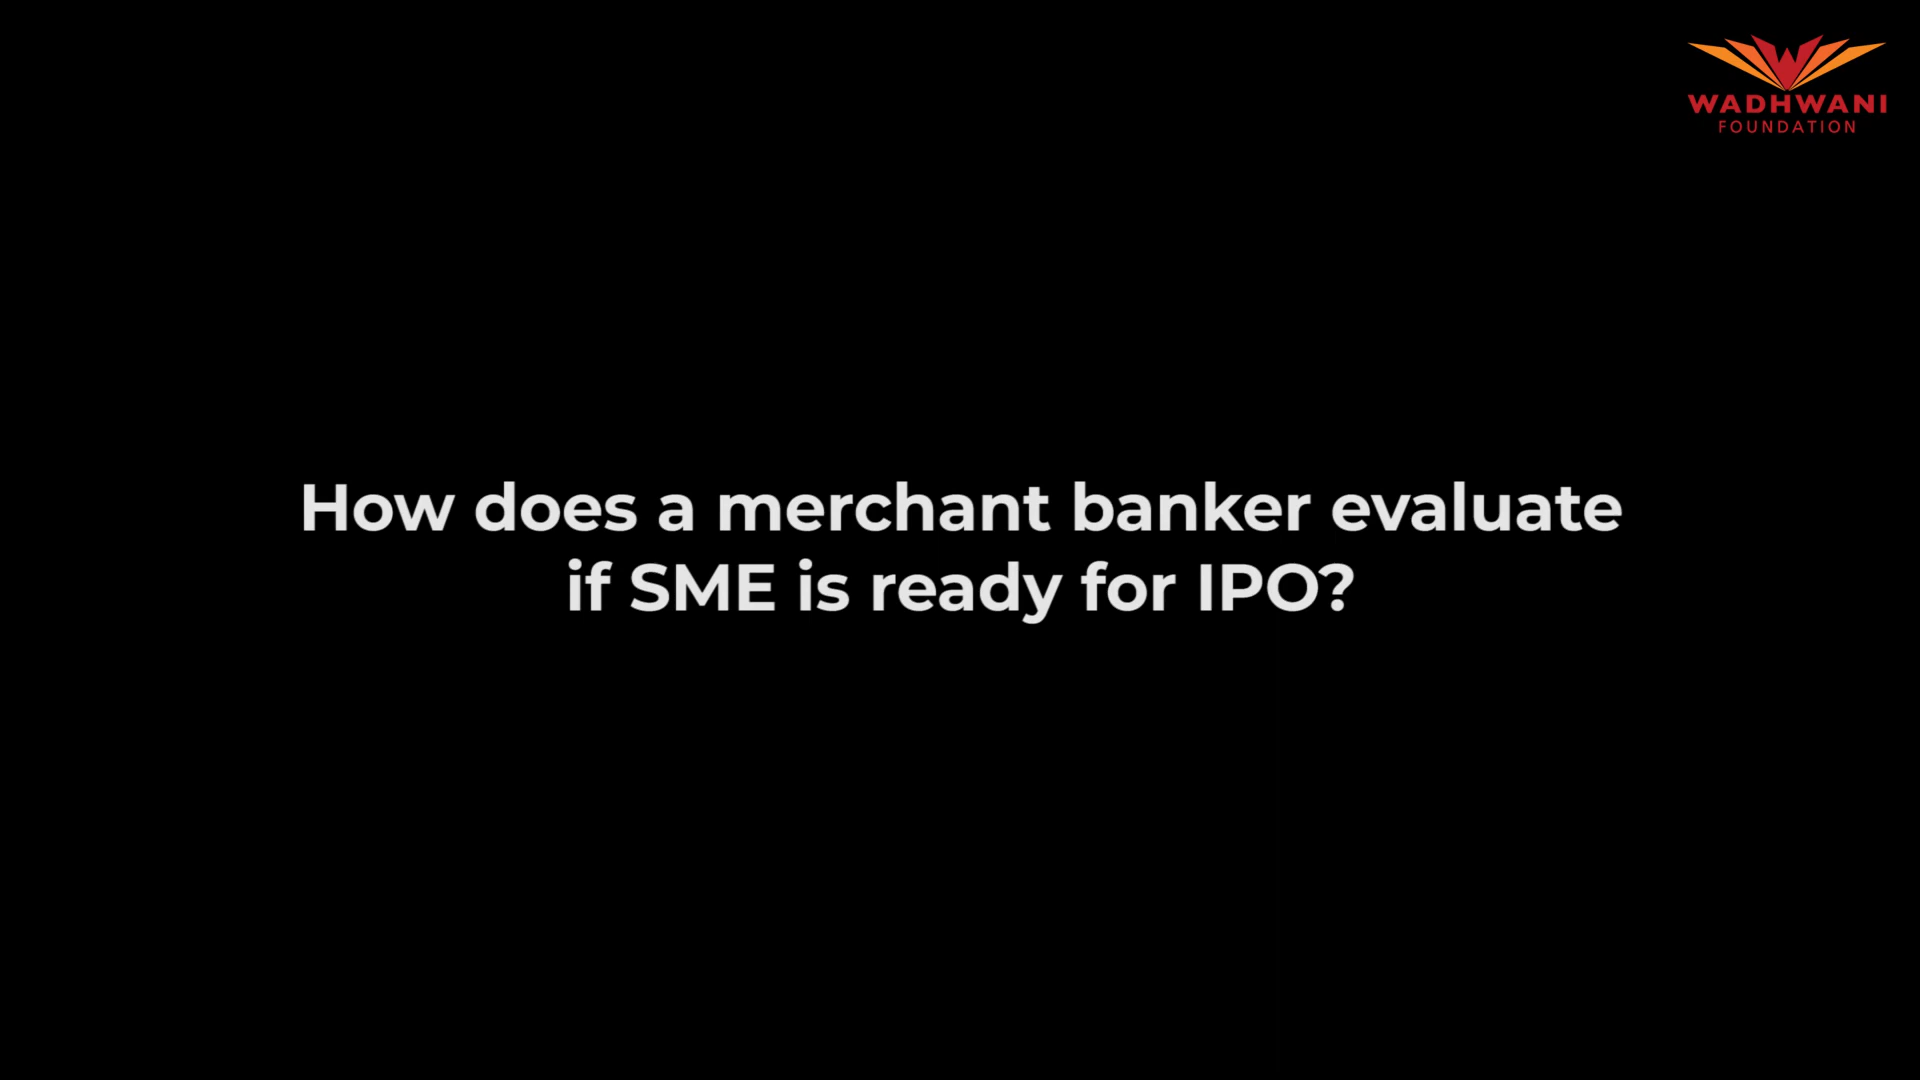 WADHWANI
FOUNDATION
How does a merchant banker evaluate
if SME is ready for IPO?